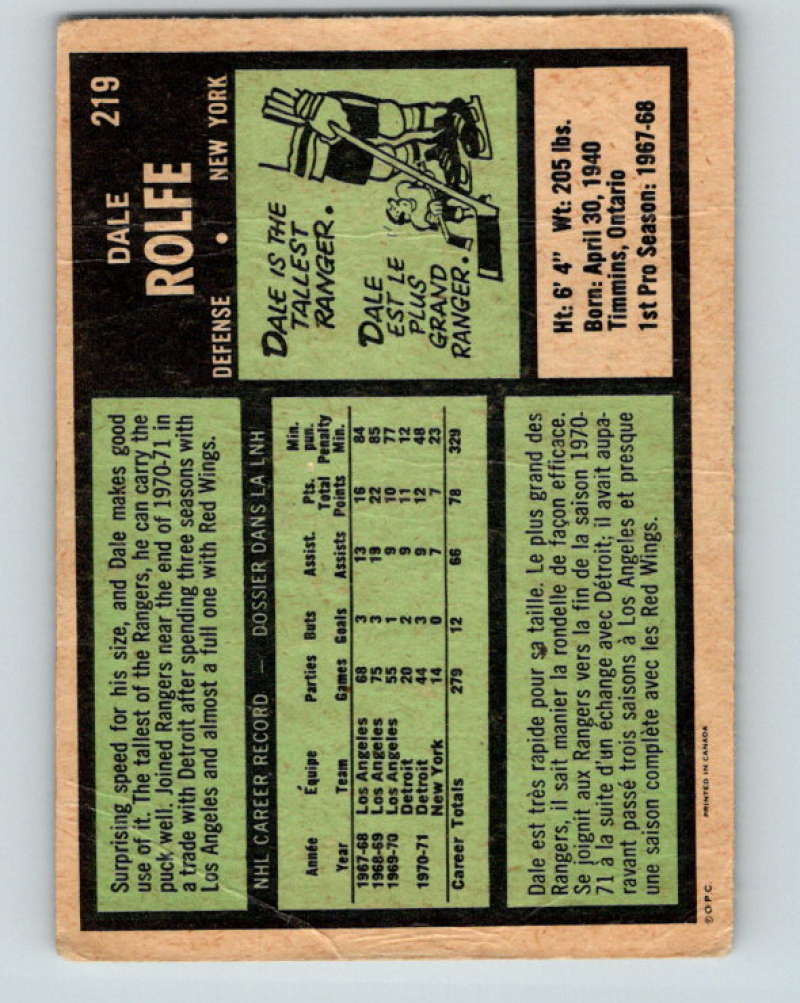 219
DALE
ROLFE
DEFENSE • NEW YORK
Surprising speed for his size, and Dale makes good
use of it. The tallest of the Rangers, he can carry the
puck well. Joined Rangers near the end of 1970-71 in
a trade with Detroit after spending three seasons with
Los Angeles and almost a full one with Red Wings.
DALE IS THE
TALLEST
RANGER.
DALE
EST LE
PLUS
GRAND
RANGER.
NHL CAREER RECORD — DOSSIER DANS LA LNH
Année Équipe Parties Buts Assist. Pts. Min. pun.
Year Team Games Goals Assists Total Points Penalty Min.
1967-68 Los Angeles 68 3 13 16 84
1968-69 Los Angeles 75 3 19 22 85
1969-70 Los Angeles 55 1 9 10 77
Detroit 20 2 9 11 12
1970-71 Detroit 44 3 9 12 48
New York 14 0 7 7 23
Career Totals 279 12 66 78 329
Ht: 6' 4" Wt: 205 lbs.
Born: April 30, 1940
Timmins, Ontario
1st Pro Season: 1967-68
Dale est très rapide pour sa taille. Le plus grand des
Rangers, il sait manier la rondelle de façon efficace.
Se joignit aux Rangers vers la fin de la saison 1970-
71 à la suite d'un échange avec Détroit; il avait aupa-
ravant passé trois saisons à Los Angeles et presque
une saison complète avec les Red Wings.
© O.P.C. PRINTED IN CANADA